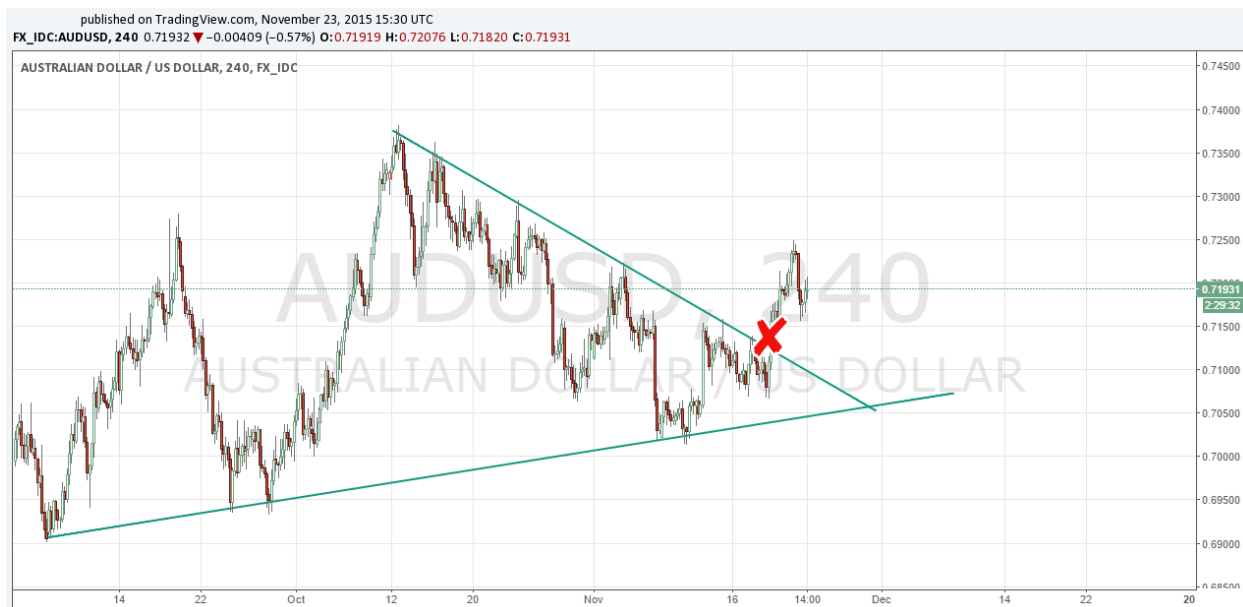 published on TradingView.com, November 23, 2015 15:30 UTC
FX_IDC:AUDUSD, 240 0.71932 ▼ −0.00409 (−0.57%) O:0.71919 H:0.72076 L:0.71820 C:0.71931
AUSTRALIAN DOLLAR / US DOLLAR, 240, FX_IDC
0.74500
0.74000
0.73500
0.73000
0.72500
AUDUSD, 240
0.71931
2:29:32
0.71500
AUSTRALIAN DOLLAR / US DOLLAR
0.71000
0.70500
0.70000
0.69500
0.69000
0.68500
14 22 Oct 12 20 Nov 16 14:00 Dec 14 22 20